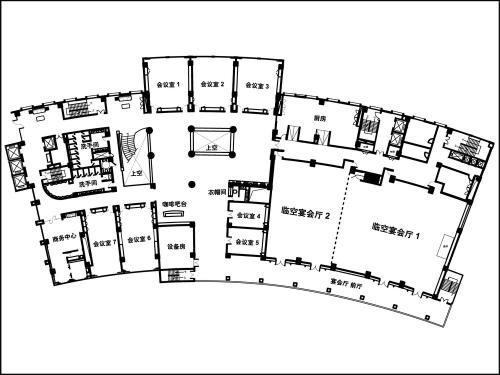 会议室 1
会议室 2
会议室 3
厨房
洗手间
上空
上空
洗手间
衣帽间
咖啡吧台
会议室 4
临空宴会厅 2
临空宴会厅 1
商务中心
会议室 7
会议室 6
设备房
会议室 5
宴会厅 前厅